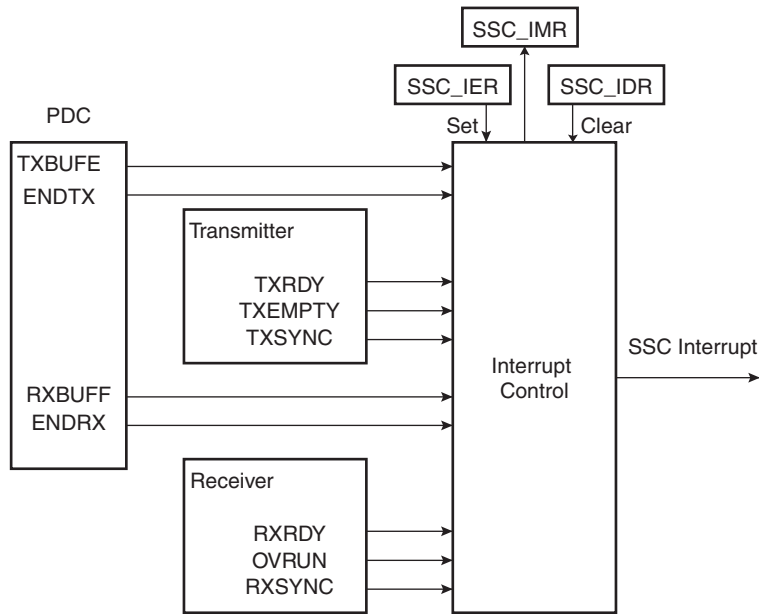 SSC_IMR
SSC_IER
SSC_IDR
Set
Clear
PDC
TXBUFE
ENDTX
Transmitter
TXRDY
TXEMPTY
TXSYNC
RXBUFF
ENDRX
Receiver
RXRDY
OVRUN
RXSYNC
Interrupt
Control
SSC Interrupt